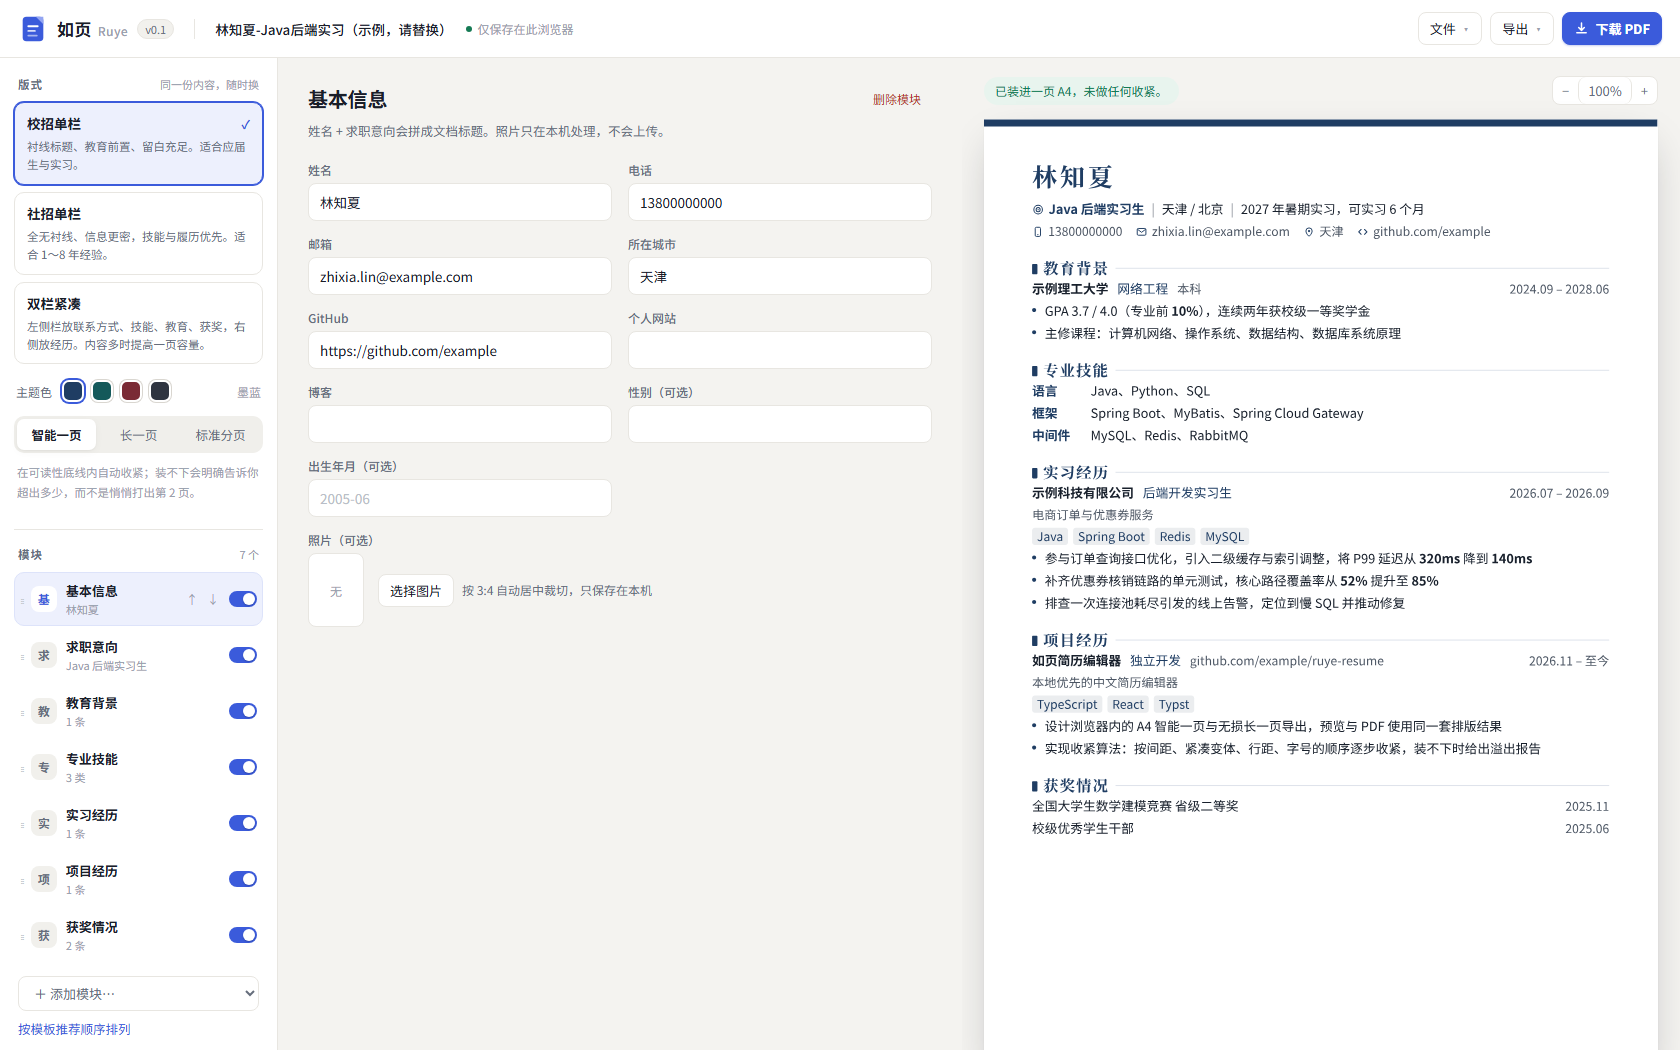 如页 Ruye v0.1
林知夏-Java后端实习（示例，请替换）
仅保存在此浏览器
文件
导出
下载 PDF
版式
同一份内容，随时换
校招单栏
衬线标题、教育前置、留白充足。适合应届
生与实习。
社招单栏
全无衬线、信息更密，技能与履历优先。适
合 1～8 年经验。
双栏紧凑
左侧栏放联系方式、技能、教育、获奖，右
侧放经历。内容多时提高一页容量。
主题色
墨蓝
智能一页
长一页
标准分页
在可读性底线内自动收紧；装不下会明确告诉你
超出多少，而不是悄悄打出第 2 页。
模块
7 个
基
基本信息
林知夏
↑ ↓
求
求职意向
Java 后端实习生
教
教育背景
1 条
专
专业技能
3 类
实
实习经历
1 条
项
项目经历
1 条
获
获奖情况
2 条
＋ 添加模块…
按模板推荐顺序排列
基本信息
删除模块
姓名 + 求职意向会拼成文档标题。照片只在本机处理，不会上传。
姓名
林知夏
电话
13800000000
邮箱
zhixia.lin@example.com
所在城市
天津
GitHub
https://github.com/example
个人网站
博客
性别（可选）
出生年月（可选）
2005-06
照片（可选）
无
选择图片
按 3:4 自动居中裁切，只保存在本机
已装进一页 A4，未做任何收紧。
− 100% +
林知夏
Java 后端实习生 | 天津 / 北京 | 2027 年暑期实习，可实习 6 个月
13800000000 zhixia.lin@example.com 天津 github.com/example
教育背景
示例理工大学 网络工程 本科 2024.09 – 2028.06
• GPA 3.7 / 4.0（专业前 10%），连续两年获校级一等奖学金
• 主修课程：计算机网络、操作系统、数据结构、数据库系统原理
专业技能
语言 Java、Python、SQL
框架 Spring Boot、MyBatis、Spring Cloud Gateway
中间件 MySQL、Redis、RabbitMQ
实习经历
示例科技有限公司 后端开发实习生 2026.07 – 2026.09
电商订单与优惠券服务
Java Spring Boot Redis MySQL
• 参与订单查询接口优化，引入二级缓存与索引调整，将 P99 延迟从 320ms 降到 140ms
• 补齐优惠券核销链路的单元测试，核心路径覆盖率从 52% 提升至 85%
• 排查一次连接池耗尽引发的线上告警，定位到慢 SQL 并推动修复
项目经历
如页简历编辑器 独立开发 github.com/example/ruye-resume 2026.11 – 至今
本地优先的中文简历编辑器
TypeScript React Typst
• 设计浏览器内的 A4 智能一页与无损长一页导出，预览与 PDF 使用同一套排版结果
• 实现收紧算法：按间距、紧凑变体、行距、字号的顺序逐步收紧，装不下时给出溢出报告
获奖情况
全国大学生数学建模竞赛 省级二等奖 2025.11
校级优秀学生干部 2025.06